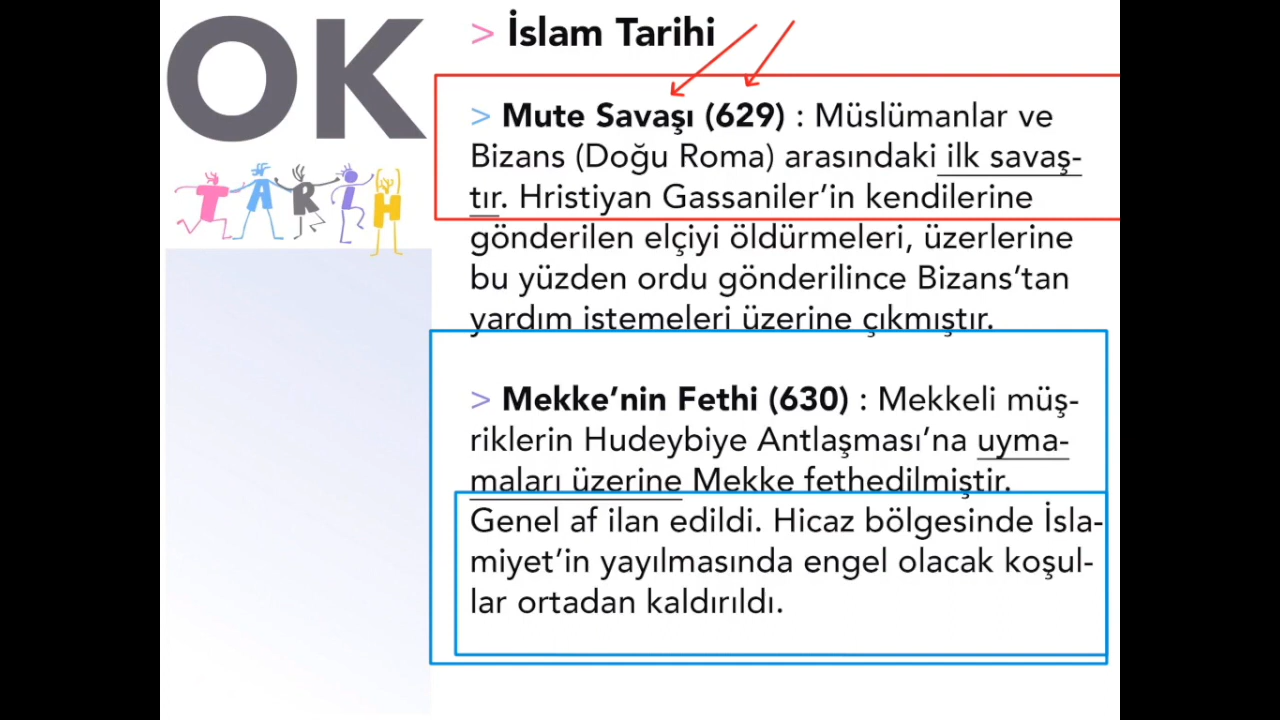 OK
TARİH
> İslam Tarihi
> Mute Savaşı (629) : Müslümanlar ve
Bizans (Doğu Roma) arasındaki ilk savaş-
tır. Hristiyan Gassaniler’in kendilerine
gönderilen elçiyi öldürmeleri, üzerlerine
bu yüzden ordu gönderilince Bizans’tan
yardım istemeleri üzerine çıkmıştır.
> Mekke’nin Fethi (630) : Mekkeli müş-
riklerin Hudeybiye Antlaşması’na uyma-
maları üzerine Mekke fethedilmiştir.
Genel af ilan edildi. Hicaz bölgesinde İsla-
miyet’in yayılmasında engel olacak koşul-
lar ortadan kaldırıldı.